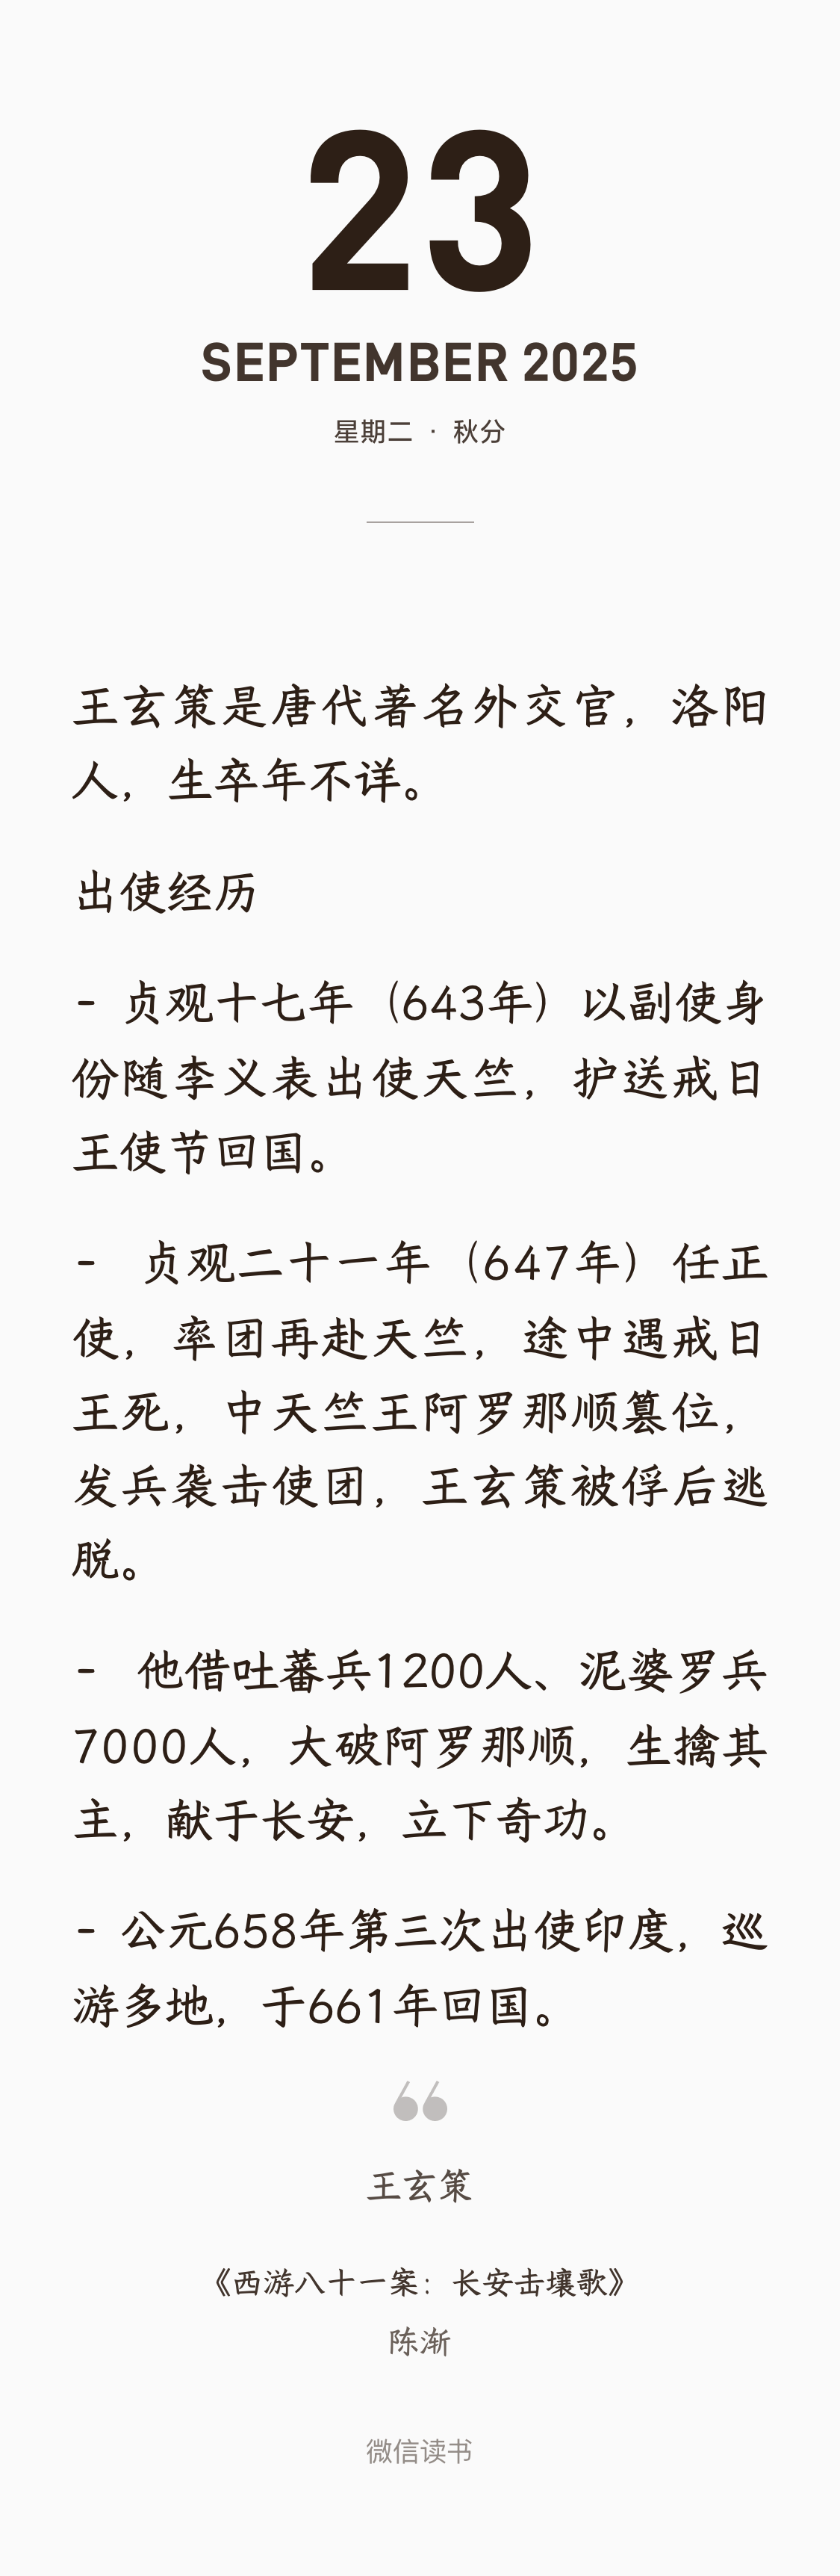 23
SEPTEMBER 2025
星期二 · 秋分
王玄策是唐代著名外交官，洛阳
人，生卒年不详。
出使经历
- 贞观十七年（643年）以副使身
份随李义表出使天竺，护送戒日
王使节回国。
- 贞观二十一年（647年）任正
使，率团再赴天竺，途中遇戒日
王死，中天竺王阿罗那顺篡位，
发兵袭击使团，王玄策被俘后逃
脱。
- 他借吐蕃兵1200人、泥婆罗兵
7000人，大破阿罗那顺，生擒其
主，献于长安，立下奇功。
- 公元658年第三次出使印度，巡
游多地，于661年回国。
“
王玄策
《西游八十一案：长安击壤歌》
陈渐
微信读书